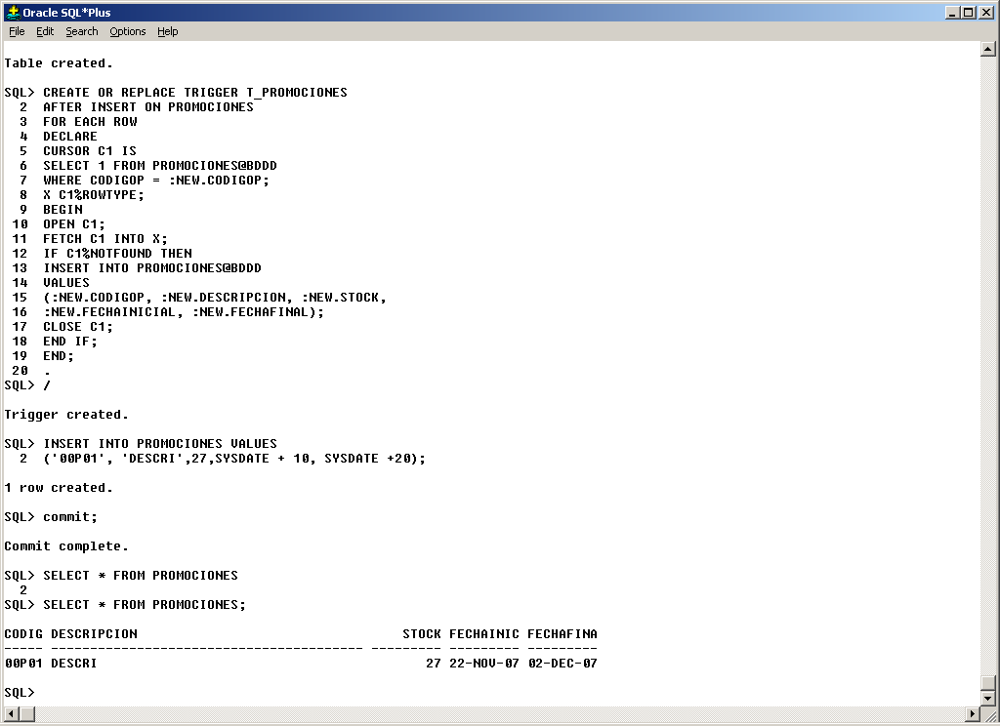 Oracle SQL*Plus
File Edit Search Options Help
Table created.
SQL> CREATE OR REPLACE TRIGGER T_PROMOCIONES
2 AFTER INSERT ON PROMOCIONES
3 FOR EACH ROW
4 DECLARE
5 CURSOR C1 IS
6 SELECT 1 FROM PROMOCIONES@BDDD
7 WHERE CODIGOP = :NEW.CODIGOP;
8 X C1%ROWTYPE;
9 BEGIN
10 OPEN C1;
11 FETCH C1 INTO X;
12 IF C1%NOTFOUND THEN
13 INSERT INTO PROMOCIONES@BDDD
14 VALUES
15 (:NEW.CODIGOP, :NEW.DESCRIPCION, :NEW.STOCK,
16 :NEW.FECHAINICIAL, :NEW.FECHAFINAL);
17 CLOSE C1;
18 END IF;
19 END;
20 .
SQL> /
Trigger created.
SQL> INSERT INTO PROMOCIONES VALUES
2 ('00P01', 'DESCRI',27,SYSDATE + 10, SYSDATE +20);
1 row created.
SQL> commit;
Commit complete.
SQL> SELECT * FROM PROMOCIONES
2
SQL> SELECT * FROM PROMOCIONES;
CODIG DESCRIPCION STOCK FECHAINIC FECHAFINA
----- ---------------------------------------- --------- --------- ---------
00P01 DESCRI 27 22-NOV-07 02-DEC-07
SQL>